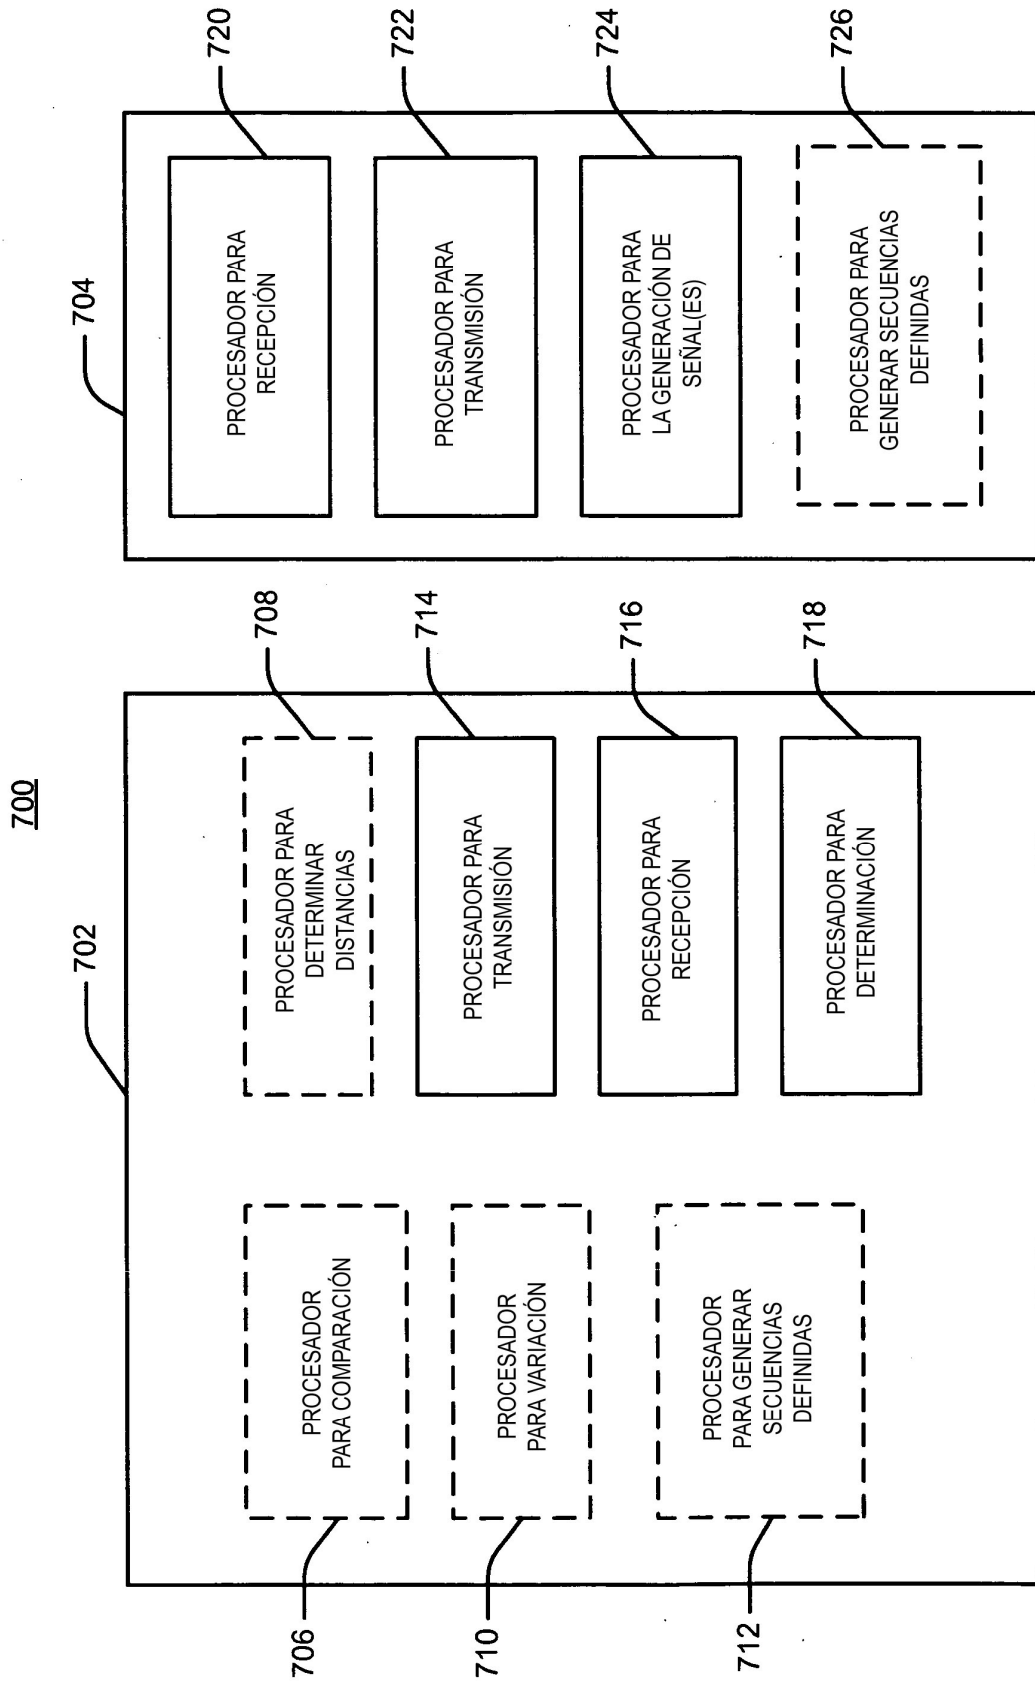 700
702
704
PROCESADOR
PARA COMPARACIÓN
706
PROCESADOR
PARA VARIACIÓN
710
PROCESADOR
PARA GENERAR
SECUENCIAS
DEFINIDAS
712
PROCESADOR PARA
DETERMINAR
DISTANCIAS
708
PROCESADOR PARA
TRANSMISIÓN
714
PROCESADOR PARA
RECEPCIÓN
716
PROCESADOR PARA
DETERMINACIÓN
718
PROCESADOR PARA
RECEPCIÓN
720
PROCESADOR PARA
TRANSMISIÓN
722
PROCESADOR PARA
LA GENERACIÓN DE
SEÑAL(ES)
724
PROCESADOR PARA
GENERAR SECUENCIAS
DEFINIDAS
726